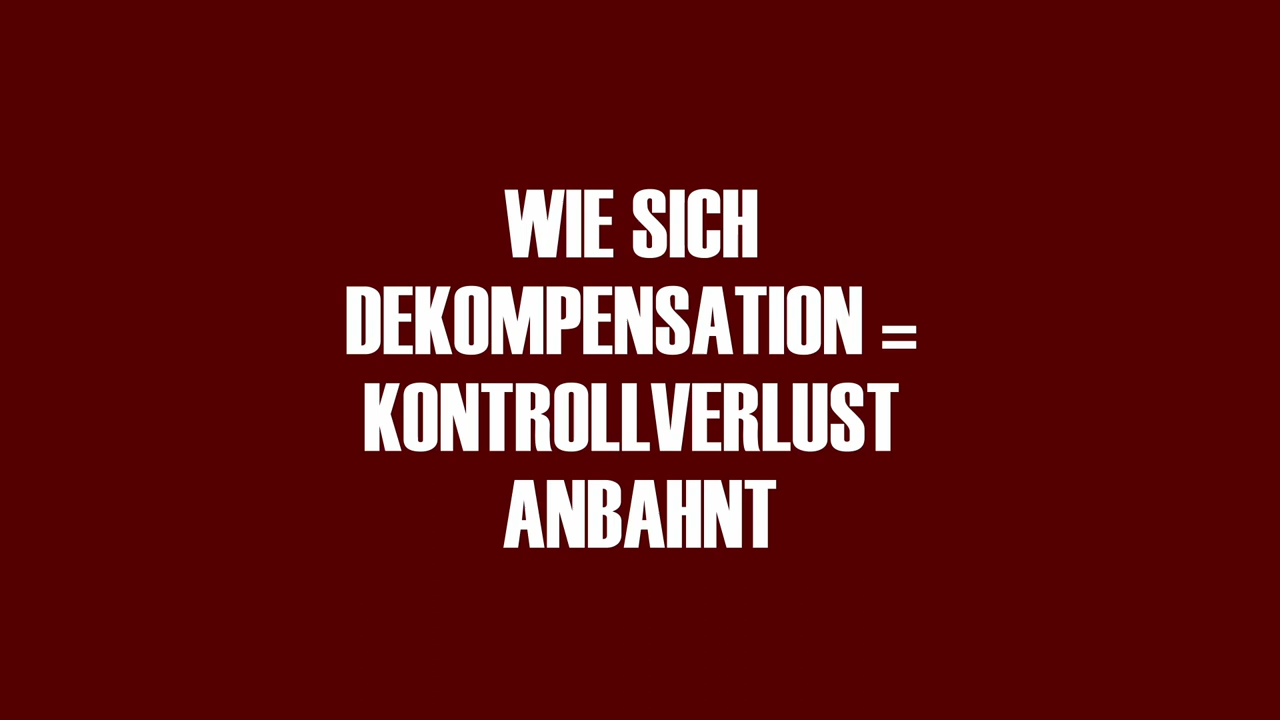 WIE SICH
DEKOMPENSATION =
KONTROLLVERLUST
ANBAHNT